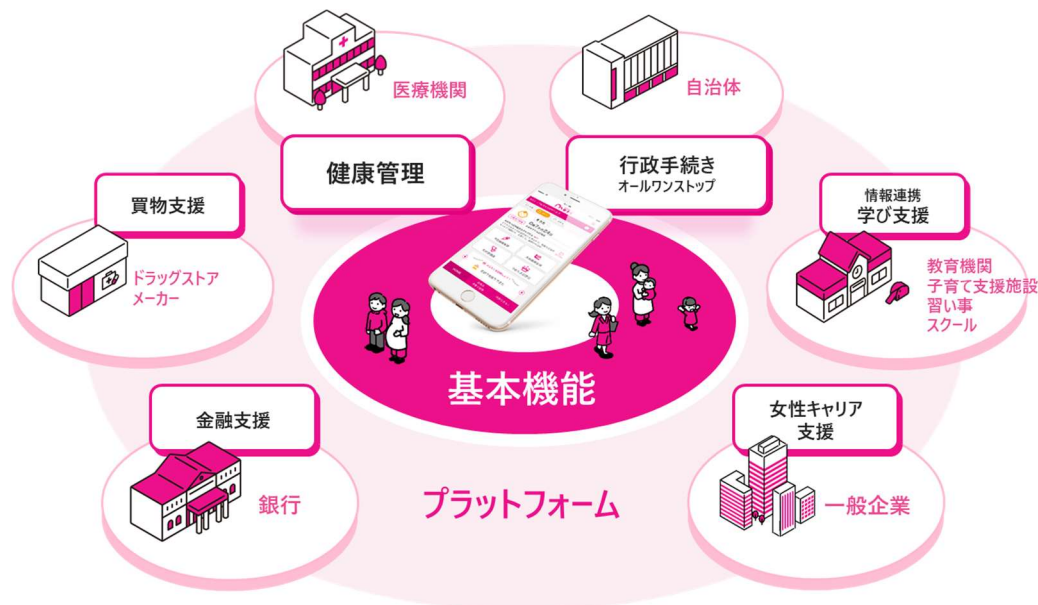 医療機関
自治体
健康管理
行政手続き
オールワンストップ
買物支援
ドラッグストア
メーカー
情報連携
学び支援
教育機関
子育て支援施設
習い事
スクール
基本機能
金融支援
銀行
女性キャリア
支援
一般企業
プラットフォーム